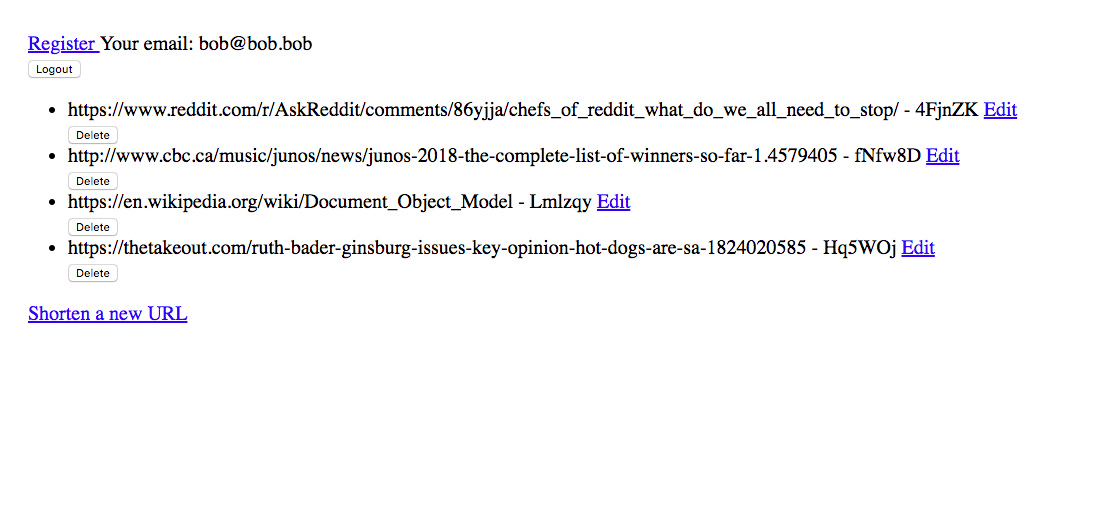 Register Your email: bob@bob.bob
Logout
https://www.reddit.com/r/AskReddit/comments/86yjja/chefs_of_reddit_what_do_we_all_need_to_stop/ - 4FjnZK Edit
Delete
http://www.cbc.ca/music/junos/news/junos-2018-the-complete-list-of-winners-so-far-1.4579405 - fNfw8D Edit
Delete
https://en.wikipedia.org/wiki/Document_Object_Model - Lmlzqy Edit
Delete
https://thetakeout.com/ruth-bader-ginsburg-issues-key-opinion-hot-dogs-are-sa-1824020585 - Hq5WOj Edit
Delete
Shorten a new URL